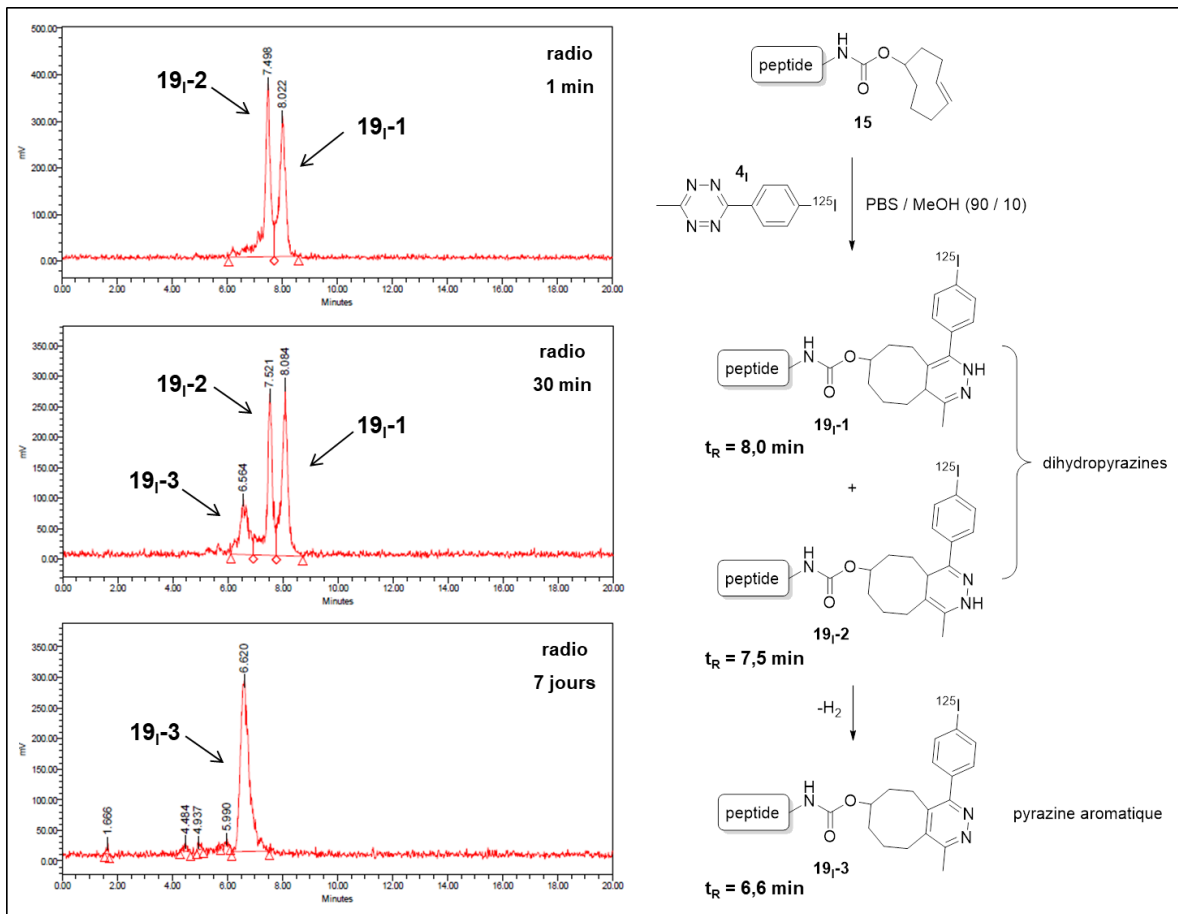 500.00
400.00
300.00
200.00
100.00
0.00
mV
0.00 2.00 4.00 6.00 8.00 10.00 12.00 14.00 16.00 18.00 20.00
Minutes
7.498
8.022
19I-2
19I-1
radio
1 min
350.00
300.00
250.00
200.00
150.00
100.00
50.00
0.00
mV
0.00 2.00 4.00 6.00 8.00 10.00 12.00 14.00 16.00 18.00 20.00
Minutes
6.564
7.521
8.084
19I-2
19I-1
19I-3
radio
30 min
350.00
300.00
250.00
200.00
150.00
100.00
50.00
0.00
mV
0.00 2.00 4.00 6.00 8.00 10.00 12.00 14.00 16.00 18.00 20.00
Minutes
1.666
4.484
4.937
5.990
6.620
19I-3
radio
7 jours
peptide
NH
O
O
15
4I
N N
N N
125I
PBS / MeOH (90 / 10)
125I
peptide
H
N
O
O
NH
N
19I-1
tR = 8,0 min
dihydropyrazines
+
125I
peptide
H
N
O
O
N
NH
19I-2
tR = 7,5 min
-H2
125I
peptide
H
N
O
O
N
N
19I-3
tR = 6,6 min
pyrazine aromatique